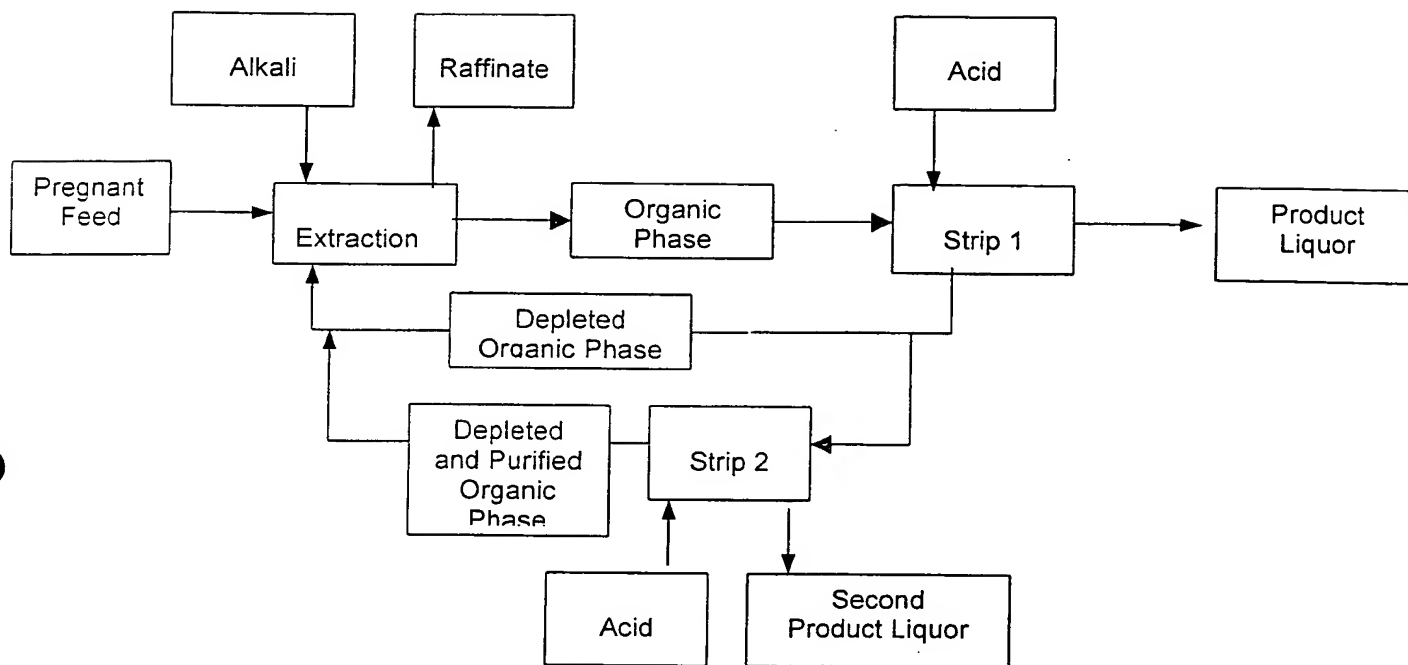 Alkali
Raffinate
Acid
Pregnant
Feed
Extraction
Organic
Phase
Strip 1
Product
Liquor
Depleted
Organic Phase
Depleted
and Purified
Organic
Phase
Strip 2
Acid
Second
Product Liquor